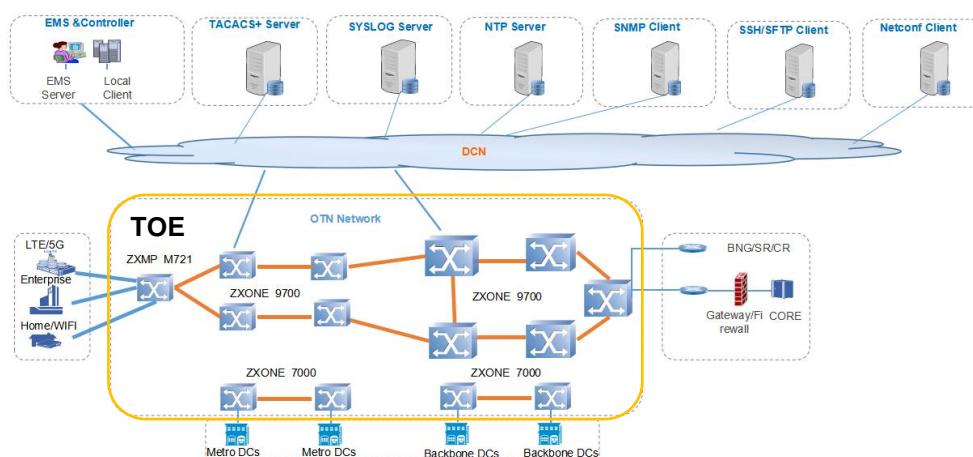 EMS &Controller
TACACS+ Server
SYSLOG Server
NTP Server
SNMP Client
SSH/SFTP Client
Netconf Client
EMS
Server
Local
Client
DCN
TOE
OTN Network
LTE/5G
Enterprise
Home/WIFI
ZXMP M721
ZXONE 9700
ZXONE 9700
BNG/SR/CR
Gateway/Fi
rewall
CORE
ZXONE 7000
ZXONE 7000
Metro DCs
Metro DCs
Backbone DCs
Backbone DCs